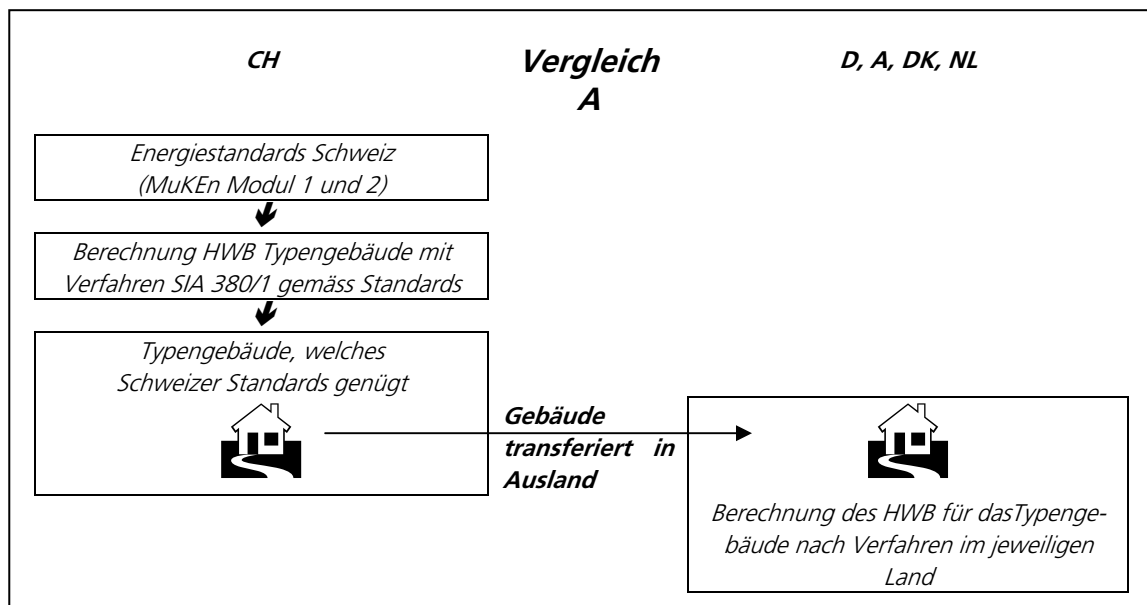 CH
Vergleich
A
D, A, DK, NL
Energiestandards Schweiz
(MuKEn Modul 1 und 2)
Berechnung HWB Typengebäude mit
Verfahren SIA 380/1 gemäss Standards
Typengebäude, welches
Schweizer Standards genügt
Gebäude
transferiert in
Ausland
Berechnung des HWB für dasTypenge-
bäude nach Verfahren im jeweiligen
Land